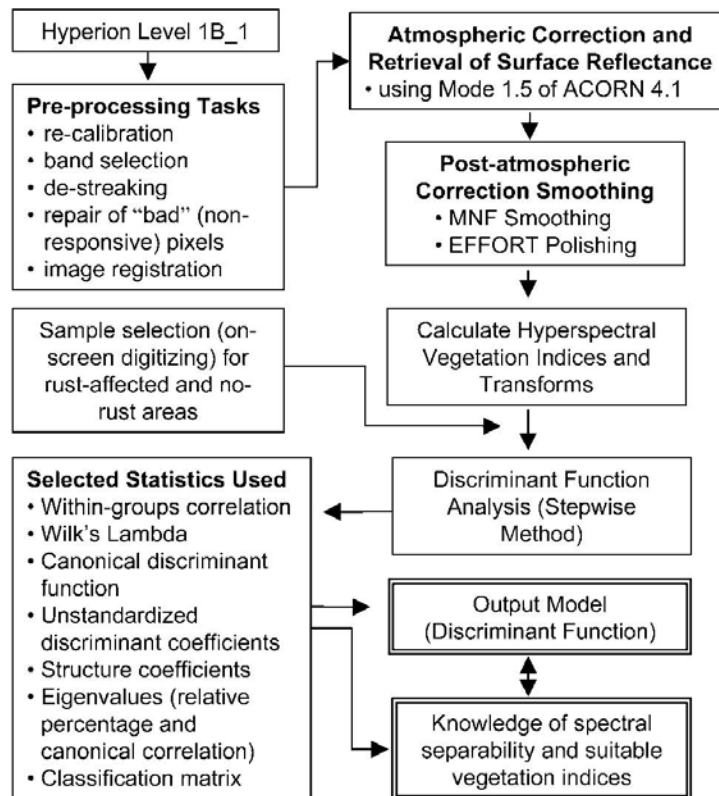 Hyperion Level 1B_1
Pre-processing Tasks
• re-calibration
• band selection
• de-streaking
• repair of "bad" (non-
responsive) pixels
• image registration
Atmospheric Correction and
Retrieval of Surface Reflectance
• using Mode 1.5 of ACORN 4.1
Post-atmospheric
Correction Smoothing
• MNF Smoothing
• EFFORT Polishing
Sample selection (on-
screen digitizing) for
rust-affected and no-
rust areas
Calculate Hyperspectral
Vegetation Indices and
Transforms
Discriminant Function
Analysis (Stepwise
Method)
Selected Statistics Used
• Within-groups correlation
• Wilk's Lambda
• Canonical discriminant
function
• Unstandardized
discriminant coefficients
• Structure coefficients
• Eigenvalues (relative
percentage and
canonical correlation)
• Classification matrix
Output Model
(Discriminant Function)
Knowledge of spectral
separability and suitable
vegetation indices